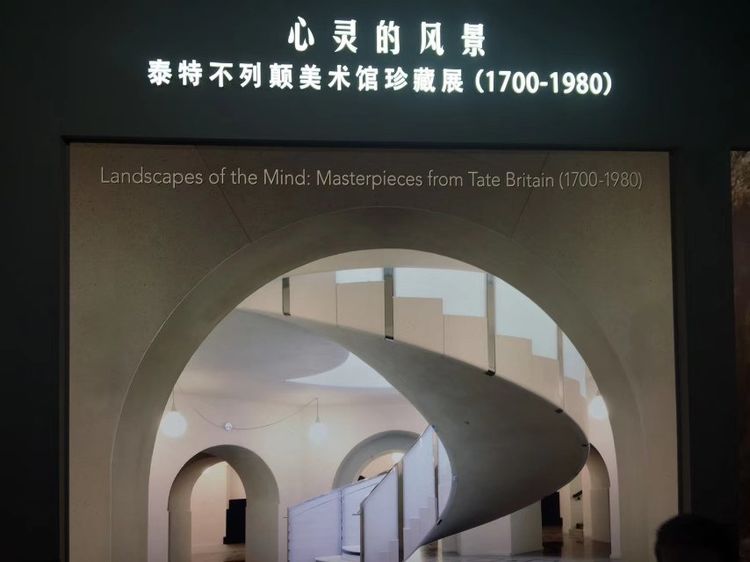 心灵的风景
泰特不列颠美术馆珍藏展（1700-1980）
Landscapes of the Mind: Masterpieces from Tate Britain (1700-1980)